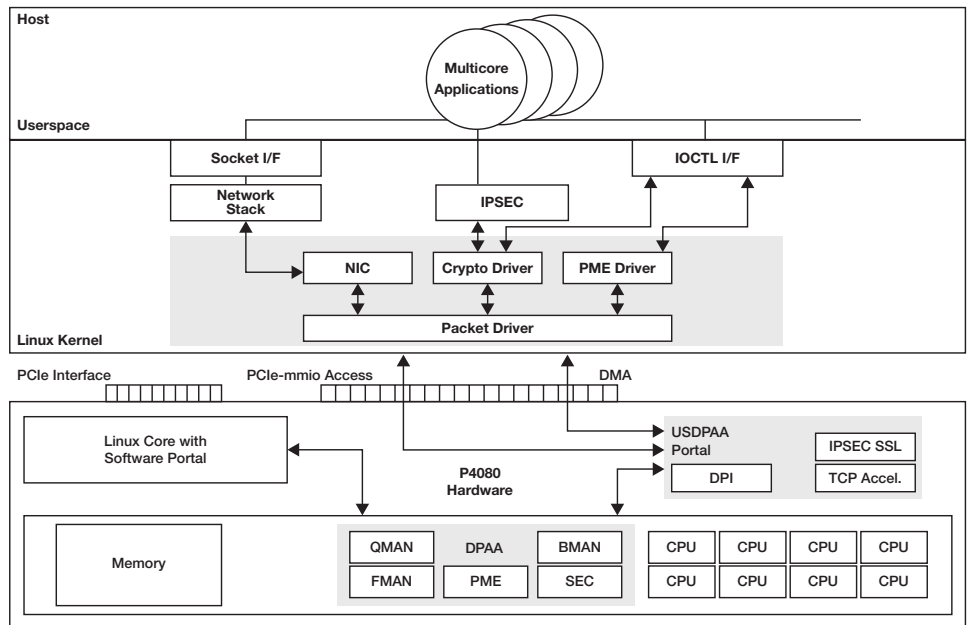 Host
Multicore
Applications
Userspace
Socket I/F
IOCTL I/F
Network
Stack
IPSEC
NIC
Crypto Driver
PME Driver
Packet Driver
Linux Kernel
PCIe Interface
PCIe-mmio Access
DMA
Linux Core with
Software Portal
P4080
Hardware
USDPAA
Portal
IPSEC SSL
DPI
TCP Accel.
Memory
QMAN
DPAA
BMAN
FMAN
PME
SEC
CPU
CPU
CPU
CPU
CPU
CPU
CPU
CPU